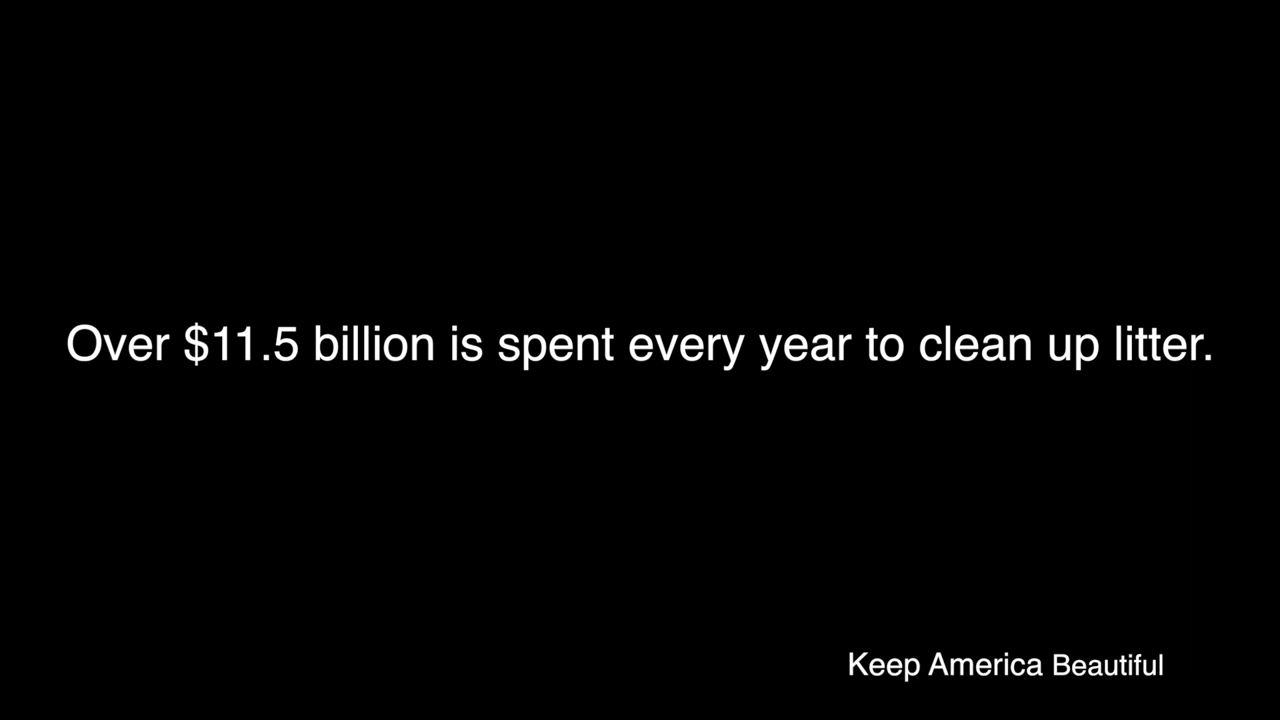 Over $11.5 billion is spent every year to clean up litter.
Keep America Beautiful